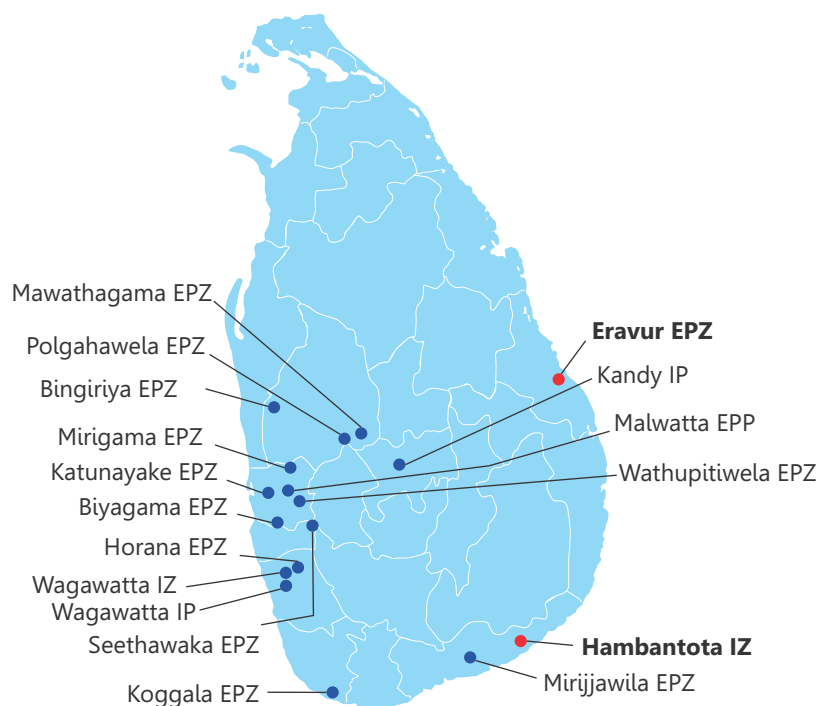 Mawathagama EPZ
Polgahawela EPZ
Bingiriya EPZ
Mirigama EPZ
Katunayake EPZ
Biyagama EPZ
Horana EPZ
Wagawatta IZ
Wagawatta IP
Seethawaka EPZ
Koggala EPZ
Eravur EPZ
Kandy IP
Malwatta EPP
Wathupitiwela EPZ
Hambantota IZ
Mirijjawila EPZ